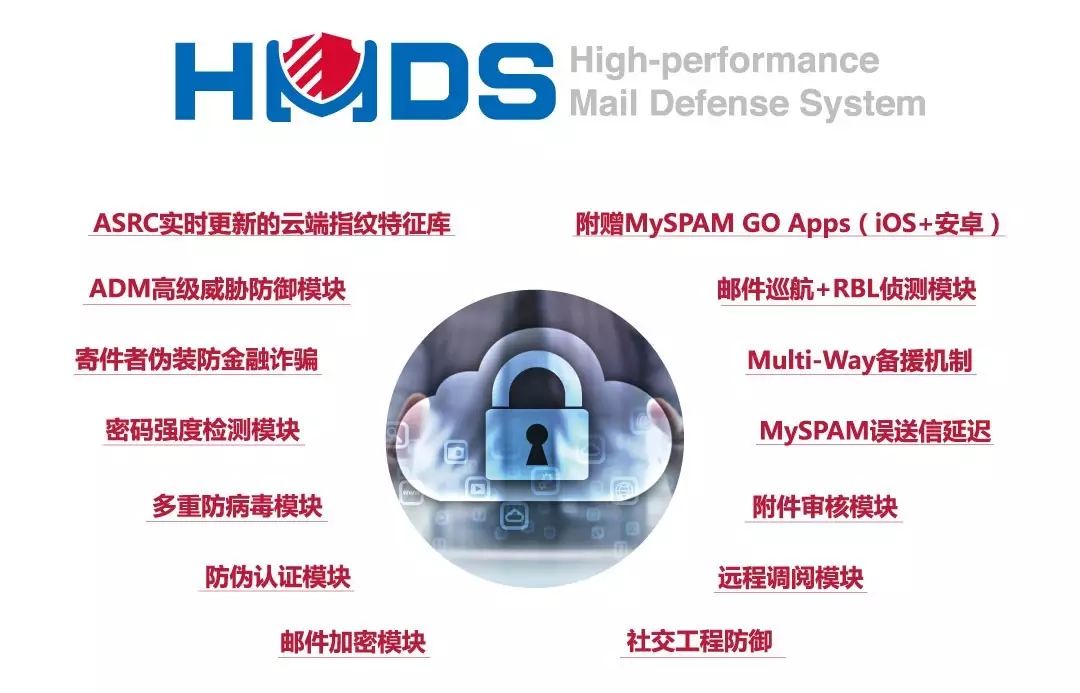 HMDS
High-performance
Mail Defense System
ASRC实时更新的云端指纹特征库
附赠MySPAM GO Apps（iOS+安卓）
ADM高级威胁防御模块
邮件巡航+RBL侦测模块
寄件者伪装防金融诈骗
Multi-Way备援机制
密码强度检测模块
MySPAM误送信延迟
多重防病毒模块
附件审核模块
防伪认证模块
远程调阅模块
邮件加密模块
社交工程防御